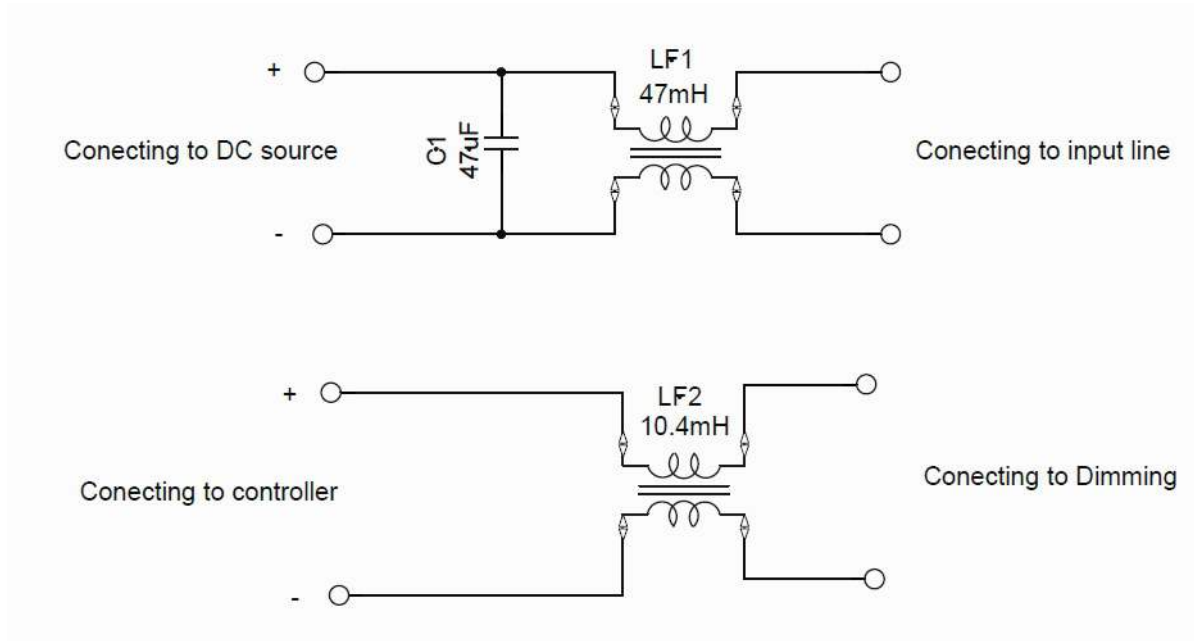 +
LF1
47mH
Conecting to DC source
C1
47uF
Conecting to input line
-
+
LF2
10.4mH
Conecting to controller
Conecting to Dimming
-